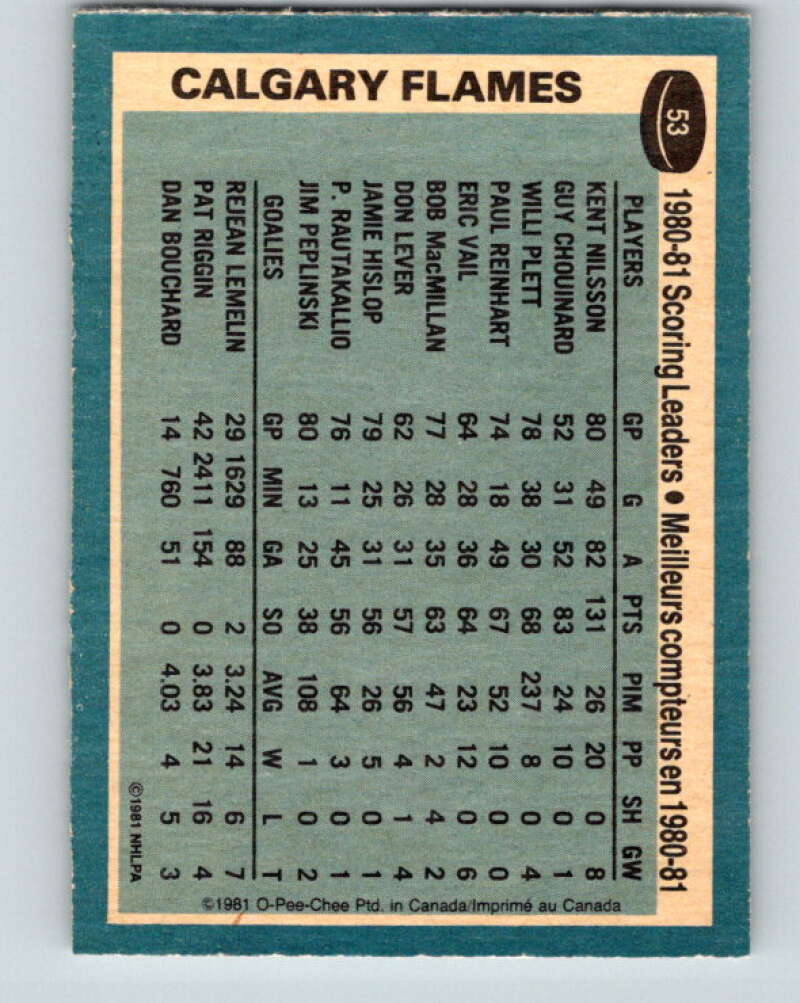 CALGARY FLAMES
53
1980-81 Scoring Leaders • Meilleurs compteurs en 1980-81
PLAYERS GP G A PTS PIM PP SH GW
KENT NILSSON 80 49 82 131 26 20 0 8
GUY CHOUINARD 52 31 52 83 24 10 0 1
WILLI PLETT 78 38 30 68 237 8 0 4
PAUL REINHART 74 18 49 67 52 10 0 0
ERIC VAIL 64 28 36 64 23 12 0 6
BOB MacMILLAN 77 28 35 63 47 2 4 2
DON LEVER 62 26 31 57 56 4 1 4
JAMIE HISLOP 79 25 31 56 26 5 0 1
P. RAUTAKALLIO 76 11 45 56 64 3 0 1
JIM PEPLINSKI 80 13 25 38 108 1 0 2
GOALIES GP MIN GA SO AVG W L T
REJEAN LEMELIN 29 1629 88 2 3.24 14 6 7
PAT RIGGIN 42 2411 154 0 3.83 21 16 4
DAN BOUCHARD 14 760 51 0 4.03 4 5 3
©1981 NHLPA
©1981 O-Pee-Chee Ptd. in Canada/Imprimé au Canada